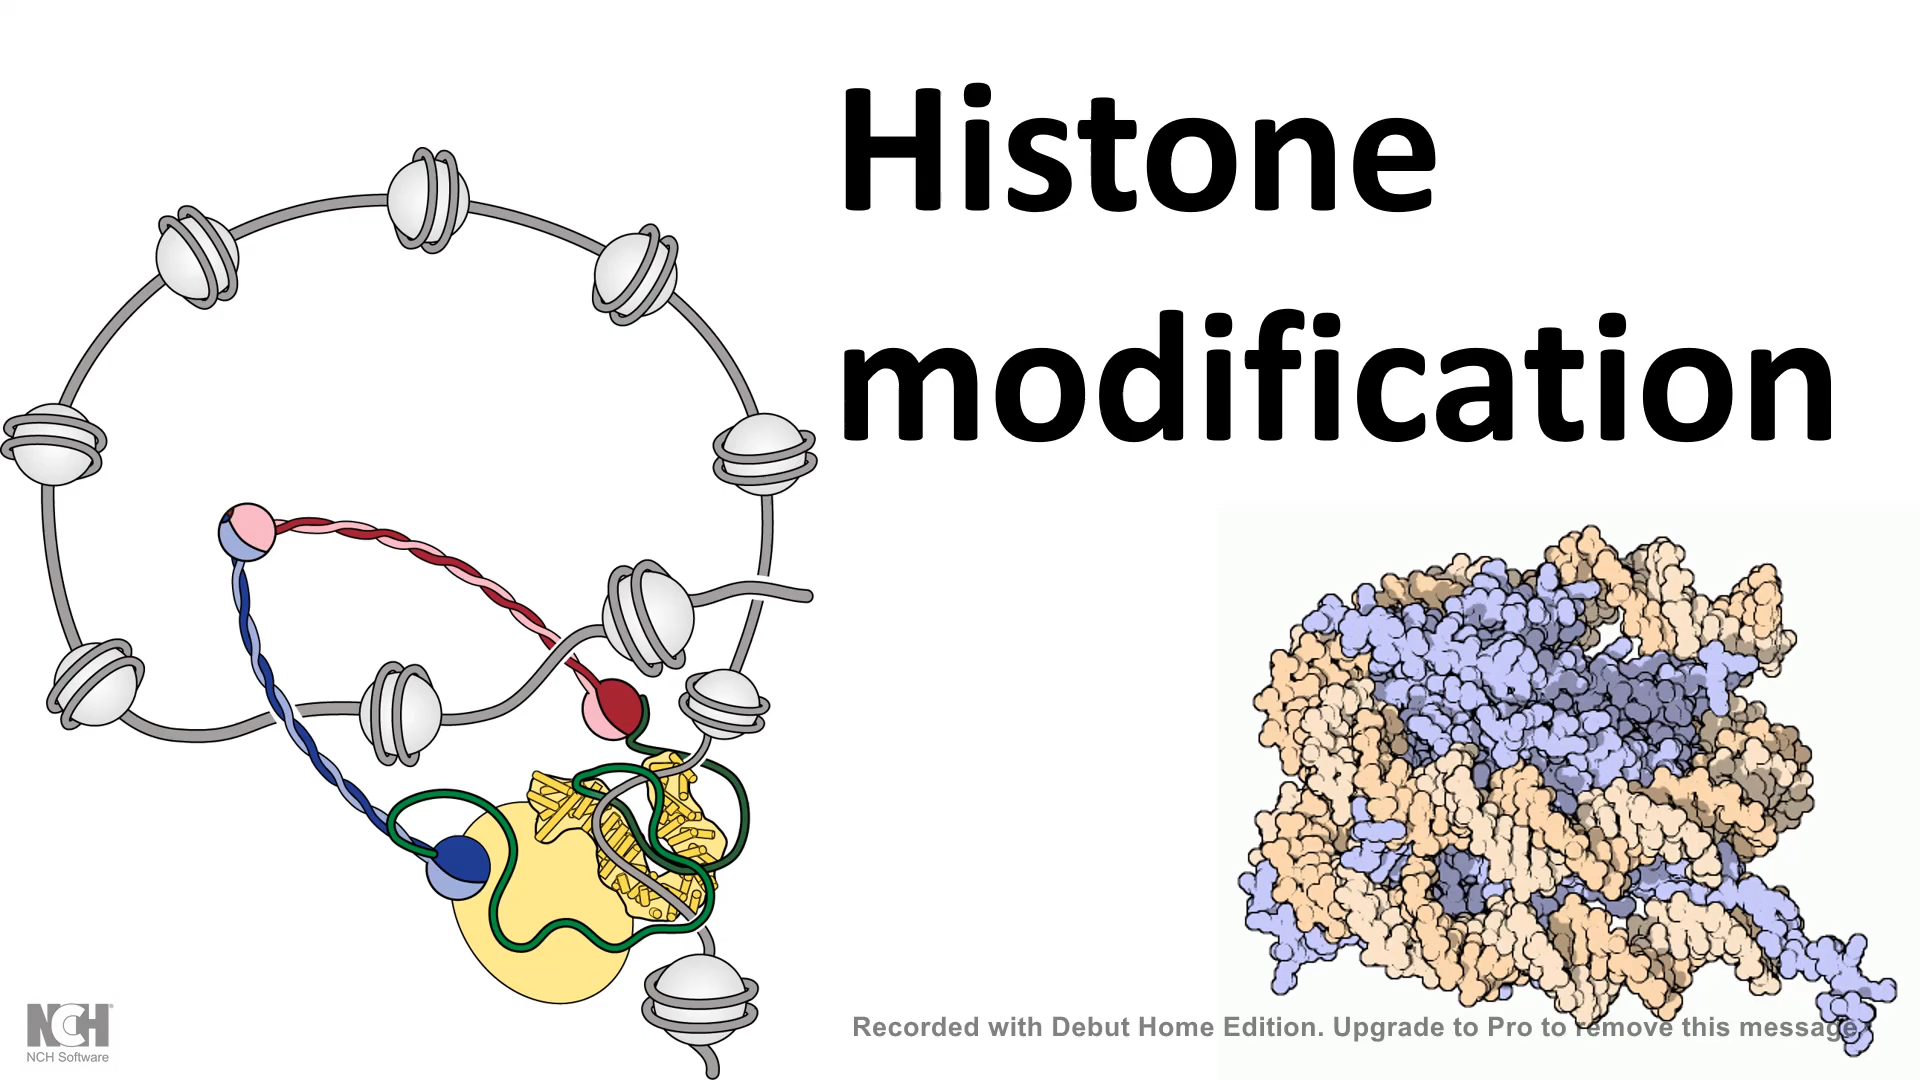 Histone
modification
NCH
NCH Software
Recorded with Debut Home Edition. Upgrade to Pro to remove this message.